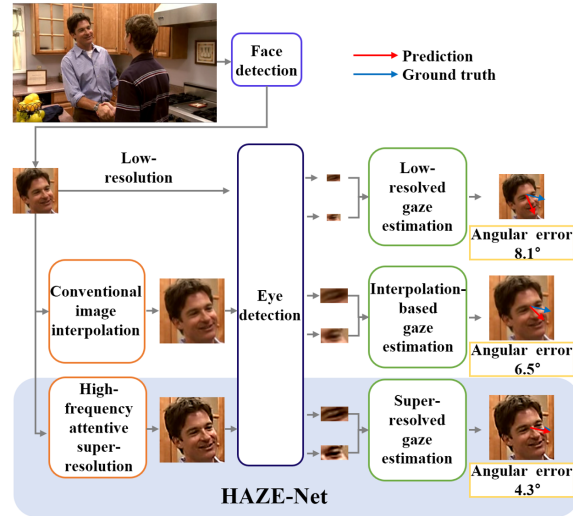 Face
detection
Prediction
Ground truth
Low-
resolution
Low-
resolved
gaze
estimation
Angular error
8.1°
Conventional
image
interpolation
Eye
detection
Interpolation-
based
gaze
estimation
Angular error
6.5°
High-
frequency
attentive
super-
resolution
Super-
resolved
gaze
estimation
Angular error
4.3°
HAZE-Net